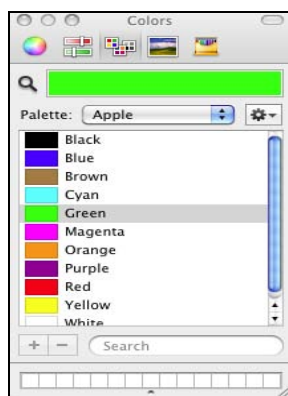 Colors
Palette: Apple
Black
Blue
Brown
Cyan
Green
Magenta
Orange
Purple
Red
Yellow
White
Search